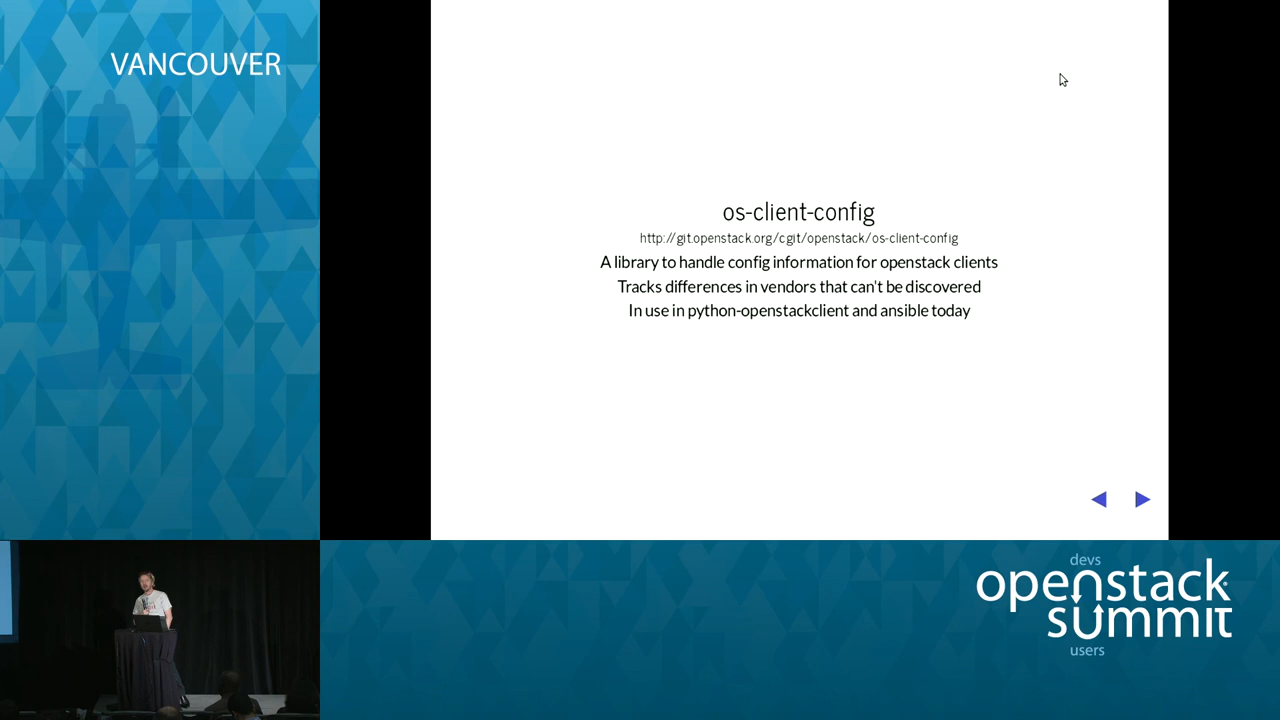 VANCOUVER
os-client-config
http://git.openstack.org/cgit/openstack/os-client-config
A library to handle config information for openstack clients
Tracks differences in vendors that can't be discovered
In use in python-openstackclient and ansible today
devs
openstack
summit
users